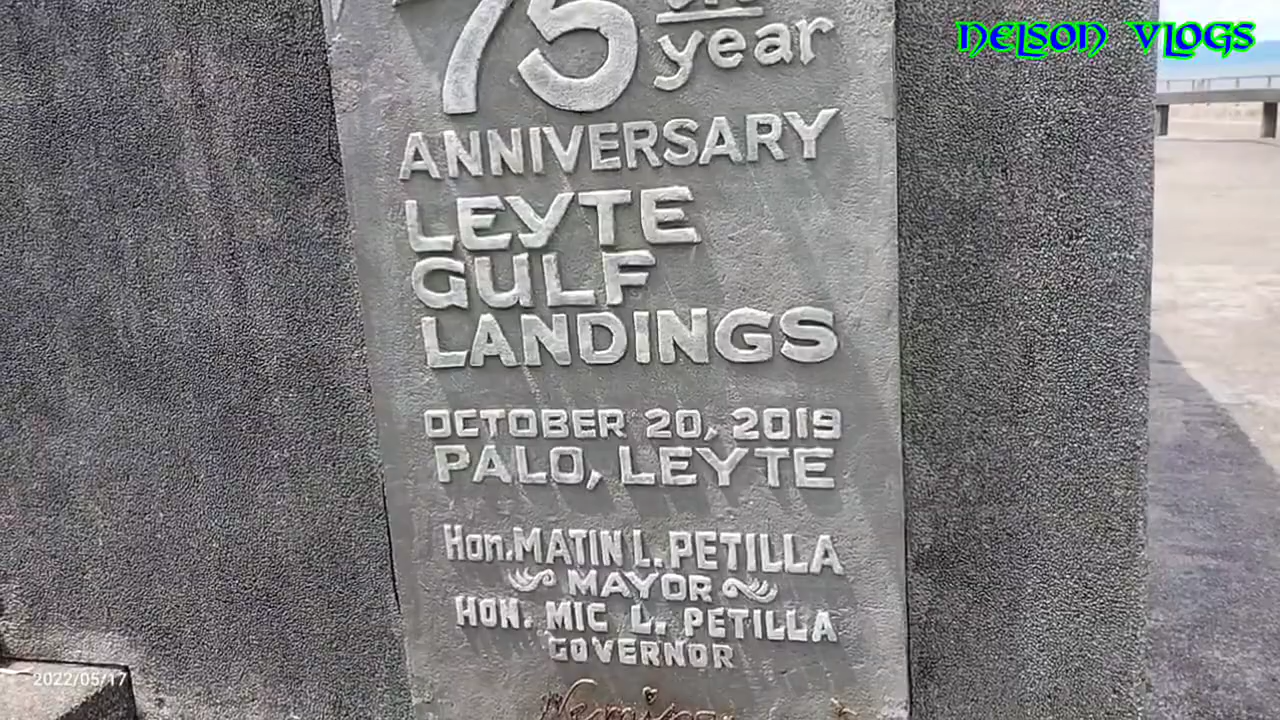 NELSON VLOGS
75th
year
ANNIVERSARY
LEYTE
GULF
LANDINGS
OCTOBER 20, 2019
PALO, LEYTE
Hon. MATIN L. PETILLA
MAYOR
HON. MIC L. PETILLA
GOVERNOR
2022/05/17